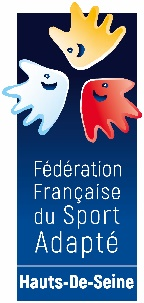 Fédération
Française
du Sport
Adapté
Hauts-De-Seine